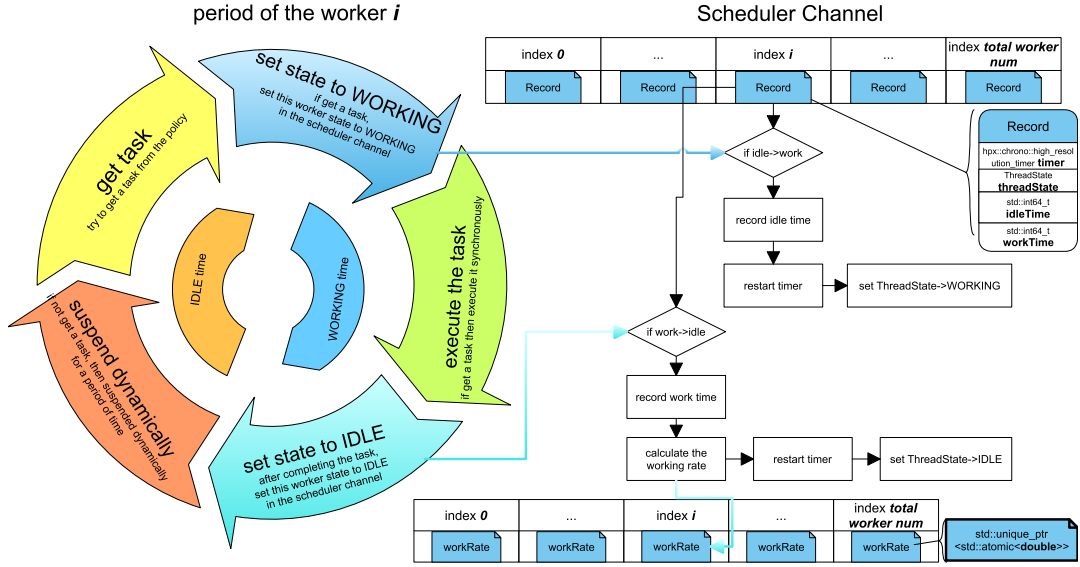 period of the worker i
set state to WORKING
if get a task,
set this worker state to WORKING
in the scheduler channel
get task
try to get a task from the policy
execute the task
if get a task then execute it synchronously
IDLE time
WORKING time
suspend dynamically
if not get a task, then suspended dynamically
for a period of time
set state to IDLE
after completing the task,
set this worker state to IDLE
in the scheduler channel
Scheduler Channel
index 0
...
index i
...
index total worker
num
Record
Record
Record
Record
Record
if idle->work
record idle time
restart timer
set ThreadState->WORKING
Record
hpx::chrono::high_resol
ution_timer timer
ThreadState
threadState
std::int64_t
idleTime
std::int64_t
workTime
if work->idle
record work time
calculate the
working rate
restart timer
set ThreadState->IDLE
index 0
...
index i
...
index total
worker num
workRate
workRate
workRate
workRate
workRate
std::unique_ptr
<std::atomic<double>>